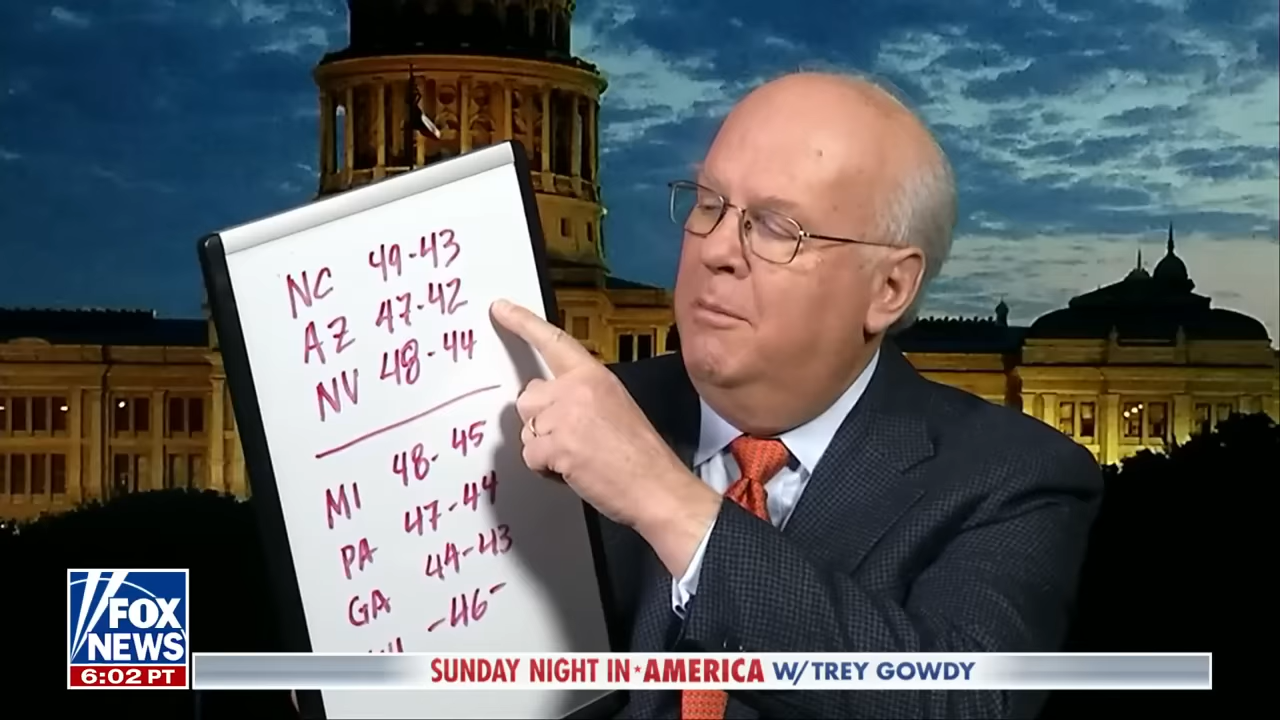 NC 49-43
AZ 47-42
NV 48-44
MI 48-45
PA 47-44
GA 44-43
-46-
FOX
NEWS
6:02 PT
SUNDAY NIGHT IN★AMERICA W/TREY GOWDY